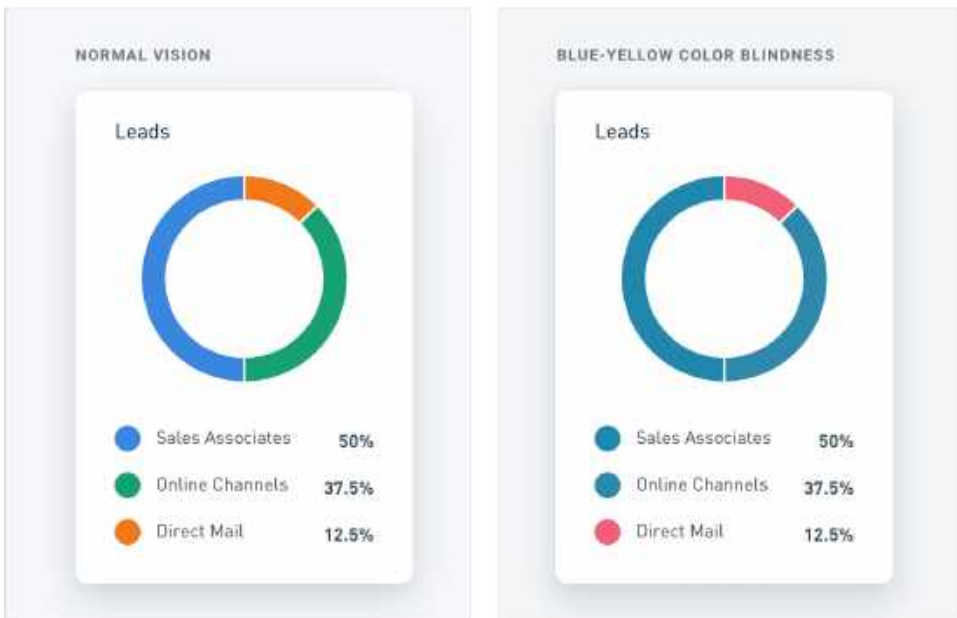 NORMAL VISION
Leads
Sales Associates 50%
Online Channels 37.5%
Direct Mail 12.5%
BLUE-YELLOW COLOR BLINDNESS
Leads
Sales Associates 50%
Online Channels 37.5%
Direct Mail 12.5%